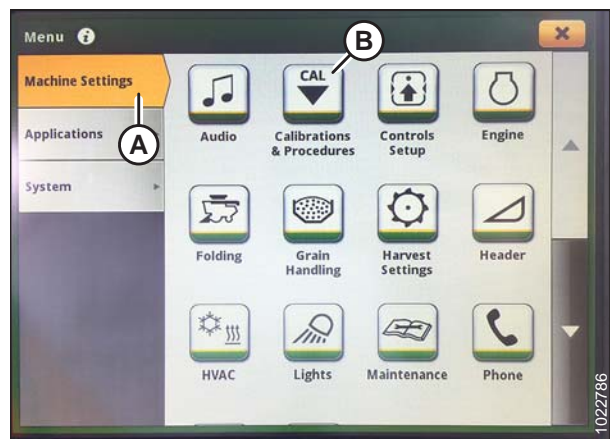 Menu
B
Machine Settings
Applications
A
System
CAL
Audio
Calibrations
& Procedures
Controls
Setup
Engine
Folding
Grain
Handling
Harvest
Settings
Header
HVAC
Lights
Maintenance
Phone
1022786